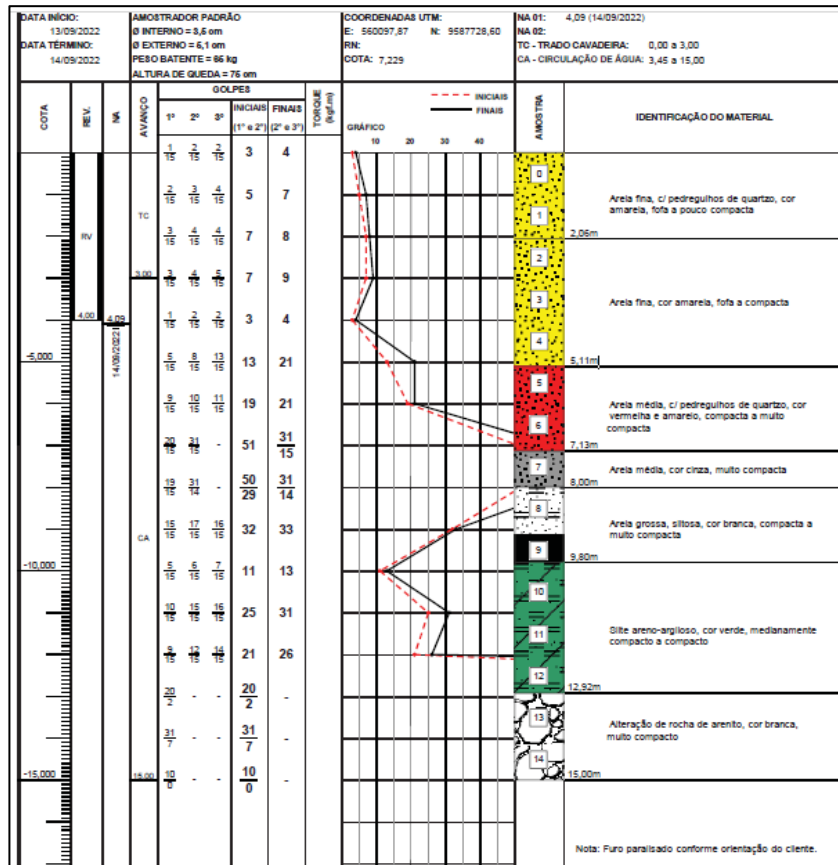 DATA INÍCIO:
13/09/2022
DATA TÉRMINO:
14/09/2022
AMOSTRADOR PADRÃO
Ø INTERNO = 3,5 cm
Ø EXTERNO = 5,1 cm
PESO BATENTE = 65 kg
ALTURA DE QUEDA = 75 cm
COORDENADAS UTM:
E: 560097,87 N: 9587728,60
RN:
COTA: 7,229
NA 01: 4,09 (14/09/2022)
NA 02:
TC - TRADO CAVADEIRA: 0,00 a 3,00
CA - CIRCULAÇÃO DE ÁGUA: 3,45 a 15,00
COTA
REV.
NA
AVANÇO
GOLPES
1º 2º 3º
INICIAIS
(1º e 2º)
FINAIS
(2º e 3º)
TORQUE
(kgf.m)
INICIAIS
FINAIS
GRÁFICO
10 20 30 40
AMOSTRA
IDENTIFICAÇÃO DO MATERIAL
1/15 2/15 2/15 3 4
2/15 3/15 4/15 5 7
3/15 4/15 4/15 7 8
3/15 4/15 5/15 7 9
1/15 2/15 2/15 3 4
5/15 8/15 13/15 13 21
9/15 10/15 11/15 19 21
20/15 31/15 - 51 31/15
19/15 31/14 - 50/29 31/14
15/15 17/15 16/15 32 33
5/15 6/15 7/15 11 13
10/15 15/15 16/15 25 31
9/15 12/15 14/15 21 26
20/2 - - 20/2 -
31/7 - - 31/7 -
10/0 - - 10/0 -
RV
4,00
4,09
14/09/2022
TC
3,00
CA
15,00
-5,000
-10,000
-15,000
0
1
2
3
4
5
6
7
8
9
10
11
12
13
14
Areia fina, c/ pedregulhos de quartzo, cor
amarela, fofa a pouco compacta
2,06m
Areia fina, cor amarela, fofa a compacta
5,11m
Areia média, c/ pedregulhos de quartzo, cor
vermelha e amarelo, compacta a muito
compacta
7,13m
Areia média, cor cinza, muito compacta
8,00m
Areia grossa, siltosa, cor branca, compacta a
muito compacta
9,80m
Silte areno-argiloso, cor verde, medianamente
compacto a compacto
12,92m
Alteração de rocha de arenito, cor branca,
muito compacto
15,00m
Nota: Furo paralisado conforme orientação do cliente.